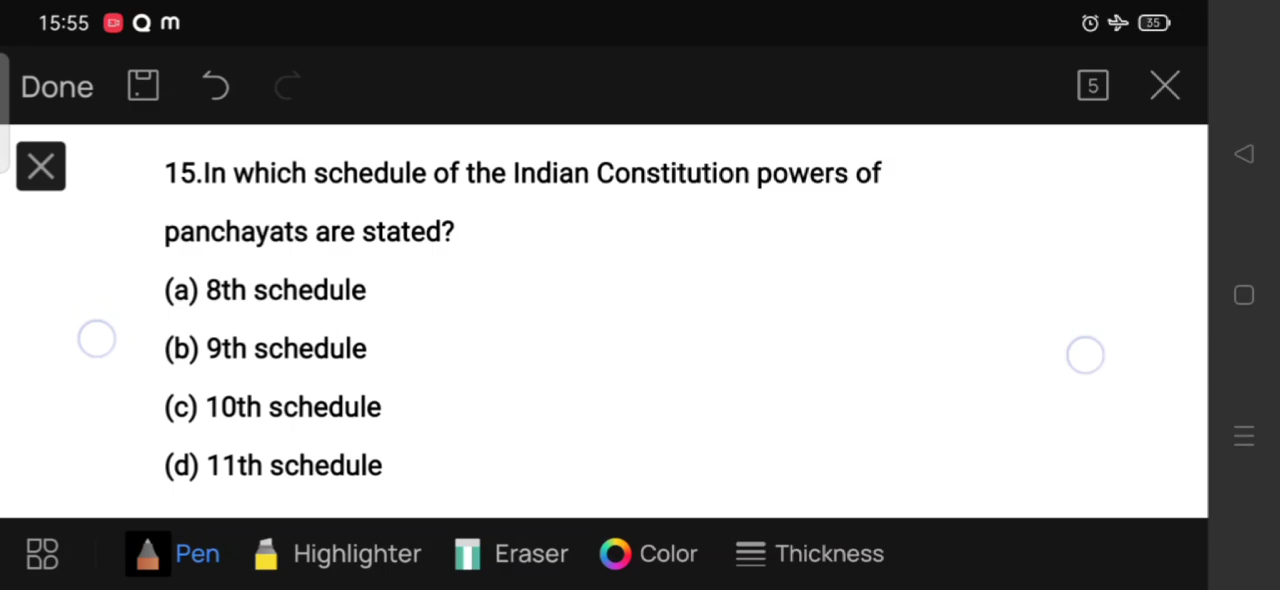 15:55 Q m 35
Done 5
15.In which schedule of the Indian Constitution powers of
panchayats are stated?
(a) 8th schedule
(b) 9th schedule
(c) 10th schedule
(d) 11th schedule
Pen Highlighter Eraser Color Thickness